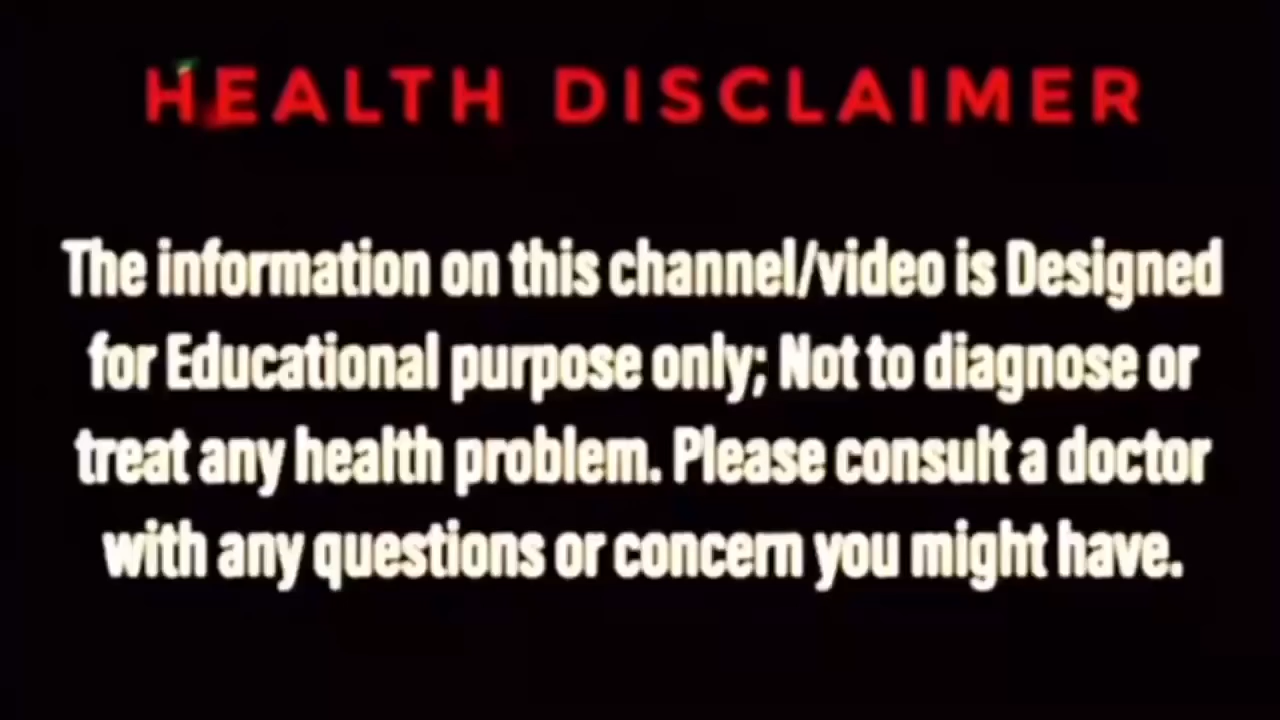 HEALTH DISCLAIMER
The information on this channel/video is Designed
for Educational purpose only; Not to diagnose or
treat any health problem. Please consult a doctor
with any questions or concern you might have.